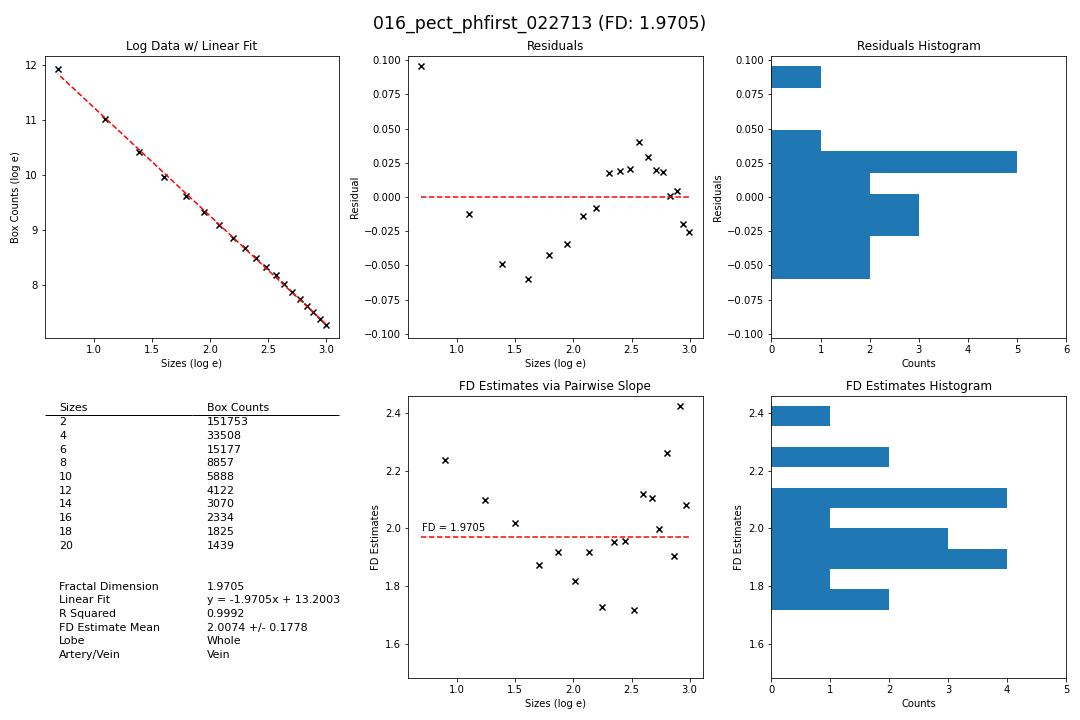 016_pect_phfirst_022713 (FD: 1.9705)
Log Data w/ Linear Fit
Box Counts (log e)
12
11
10
9
8
1.0 1.5 2.0 2.5 3.0
Sizes (log e)
Residuals
Residual
0.100
0.075
0.050
0.025
0.000
−0.025
−0.050
−0.075
−0.100
1.0 1.5 2.0 2.5 3.0
Sizes (log e)
Residuals Histogram
Residuals
0.100
0.075
0.050
0.025
0.000
−0.025
−0.050
−0.075
−0.100
0 1 2 3 4 5 6
Counts
Sizes Box Counts
2 151753
4 33508
6 15177
8 8857
10 5888
12 4122
14 3070
16 2334
18 1825
20 1439
Fractal Dimension 1.9705
Linear Fit y = -1.9705x + 13.2003
R Squared 0.9992
FD Estimate Mean 2.0074 +/- 0.1778
Lobe Whole
Artery/Vein Vein
FD Estimates via Pairwise Slope
FD Estimates
2.4
2.2
2.0
1.8
1.6
FD = 1.9705
1.0 1.5 2.0 2.5 3.0
Sizes (log e)
FD Estimates Histogram
FD Estimates
2.4
2.2
2.0
1.8
1.6
0 1 2 3 4 5
Counts